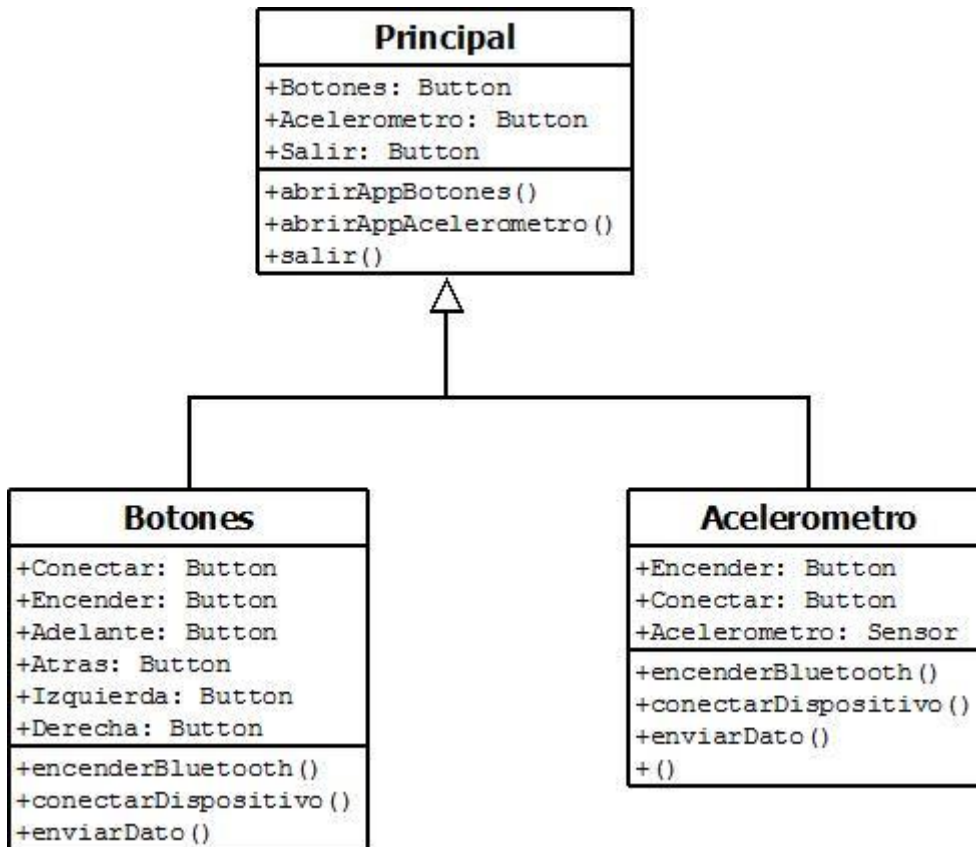 Principal
+Botones: Button
+Acelerometro: Button
+Salir: Button
+abrirAppBotones()
+abrirAppAcelerometro()
+salir()
Botones
+Conectar: Button
+Encender: Button
+Adelante: Button
+Atras: Button
+Izquierda: Button
+Derecha: Button
+encenderBluetooth()
+conectarDispositivo()
+enviarDato()
Acelerometro
+Encender: Button
+Conectar: Button
+Acelerometro: Sensor
+encenderBluetooth()
+conectarDispositivo()
+enviarDato()
+()